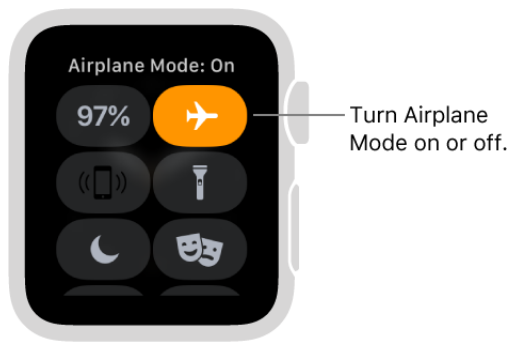 Airplane Mode: On
97%
Turn Airplane
Mode on or off.